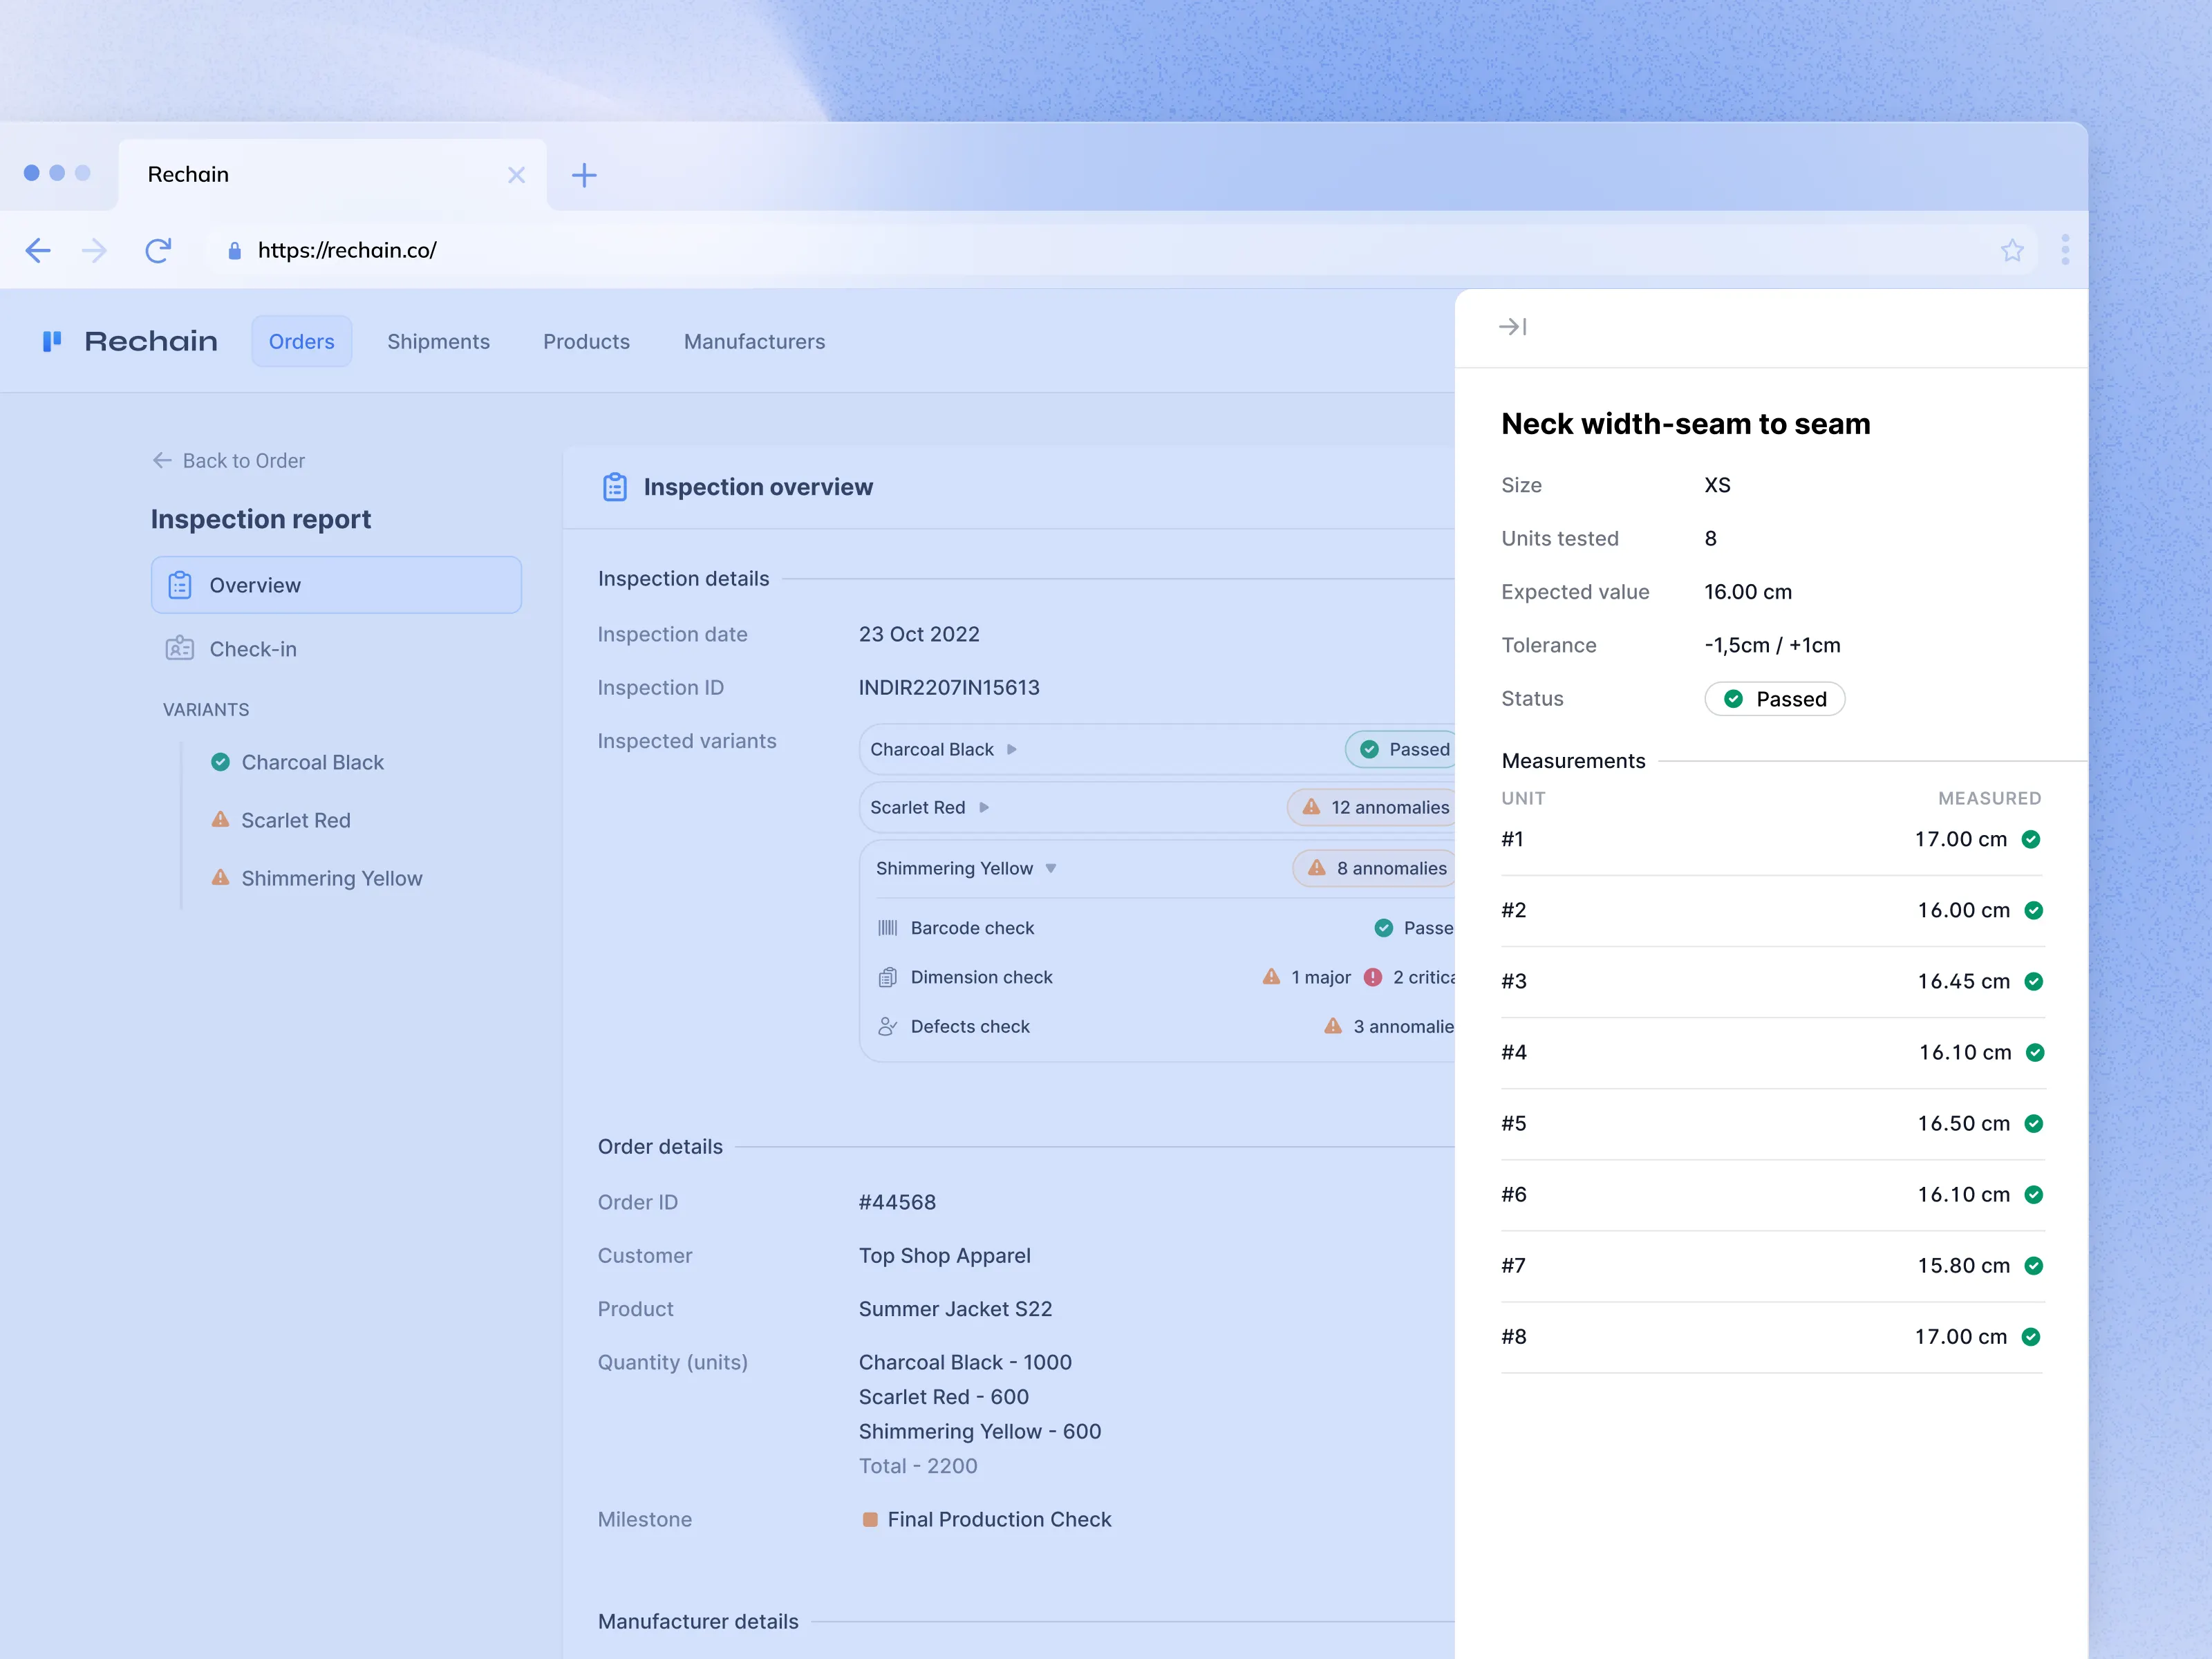 Rechain
https://rechain.co/
Rechain
Orders
Shipments
Products
Manufacturers
Back to Order
Inspection report
Overview
Check-in
VARIANTS
Charcoal Black
Scarlet Red
Shimmering Yellow
Inspection overview
Inspection details
Inspection date 23 Oct 2022
Inspection ID INDIR2207IN15613
Inspected variants
Charcoal Black Passed
Scarlet Red 12 annomalies
Shimmering Yellow 8 annomalies
Barcode check Passe
Dimension check 1 major 2 critica
Defects check 3 annomalie
Order details
Order ID #44568
Customer Top Shop Apparel
Product Summer Jacket S22
Quantity (units) Charcoal Black - 1000
Scarlet Red - 600
Shimmering Yellow - 600
Total - 2200
Milestone Final Production Check
Manufacturer details
Neck width-seam to seam
Size XS
Units tested 8
Expected value 16.00 cm
Tolerance -1,5cm / +1cm
Status Passed
Measurements
UNIT MEASURED
#1 17.00 cm
#2 16.00 cm
#3 16.45 cm
#4 16.10 cm
#5 16.50 cm
#6 16.10 cm
#7 15.80 cm
#8 17.00 cm